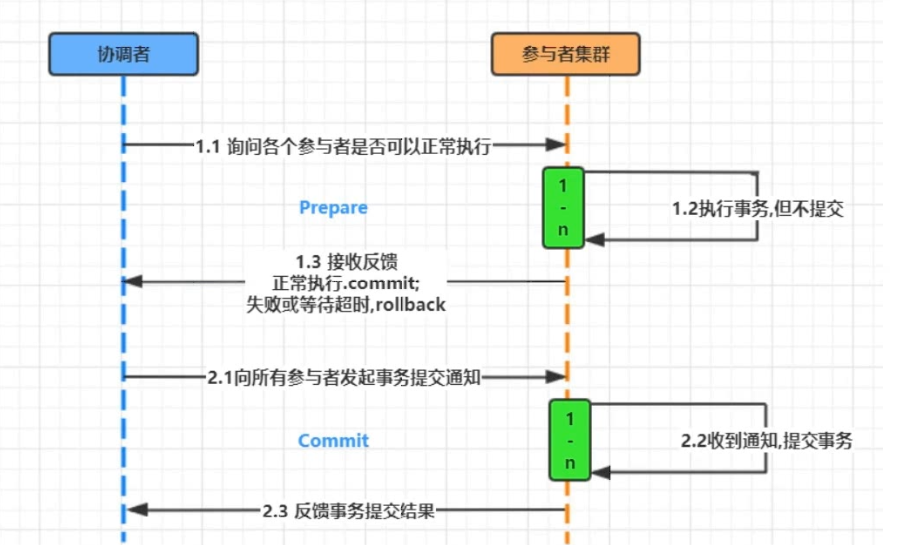 协调者
参与者集群
1.1 询问各个参与者是否可以正常执行
1
-
n
Prepare
1.2执行事务,但不提交
1.3 接收反馈
正常执行.commit;
失败或等待超时,rollback
2.1向所有参与者发起事务提交通知
1
-
n
Commit
2.2收到通知,提交事务
2.3 反馈事务提交结果